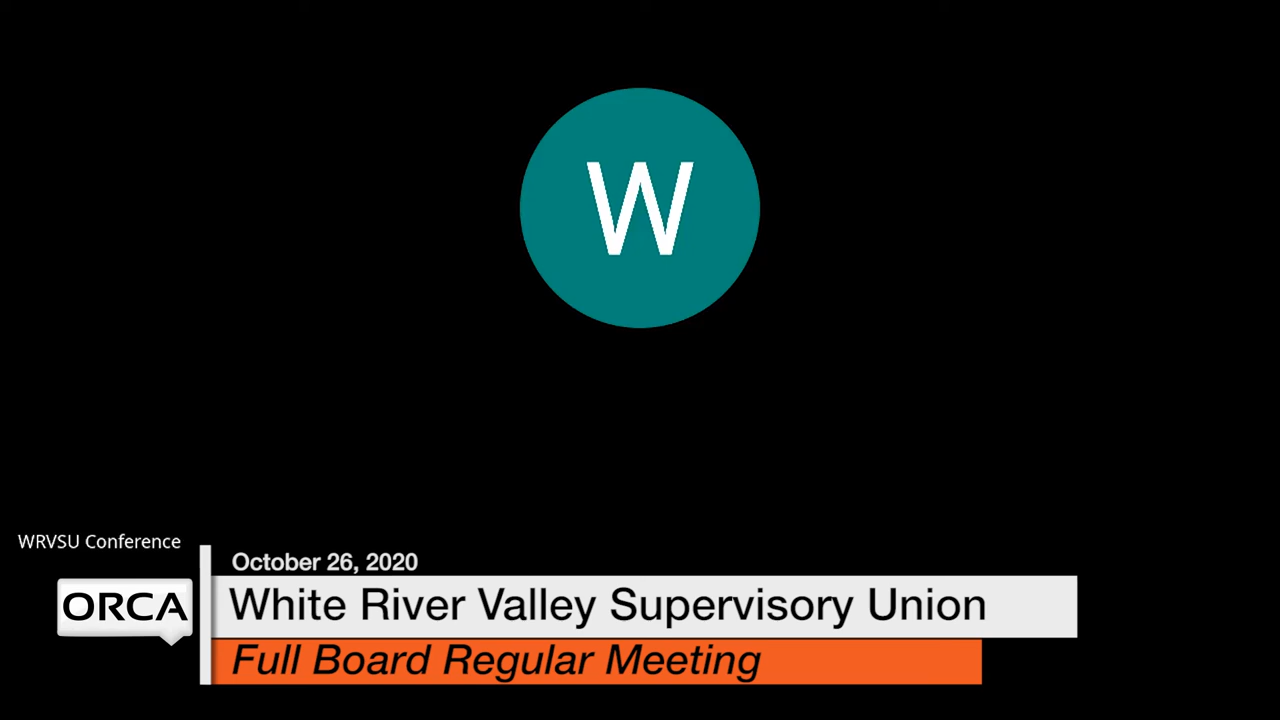 W
WRVSU Conference
October 26, 2020
ORCA
White River Valley Supervisory Union
Full Board Regular Meeting